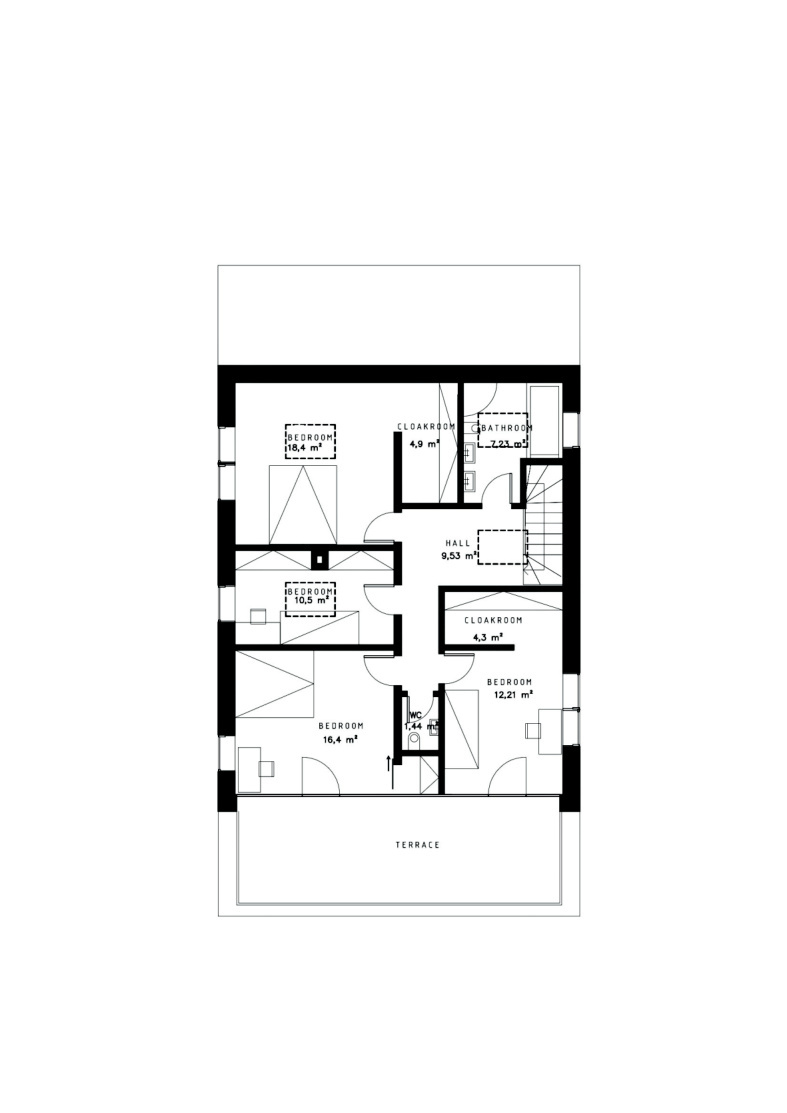 CLOAKROOM
4,9 m²
BATHROOM
7,23 m²
BEDROOM
18,4 m²
HALL
9,53 m²
BEDROOM
10,5 m²
CLOAKROOM
4,3 m²
BEDROOM
12,21 m²
WC
1,44 m²
BEDROOM
16,4 m²
TERRACE